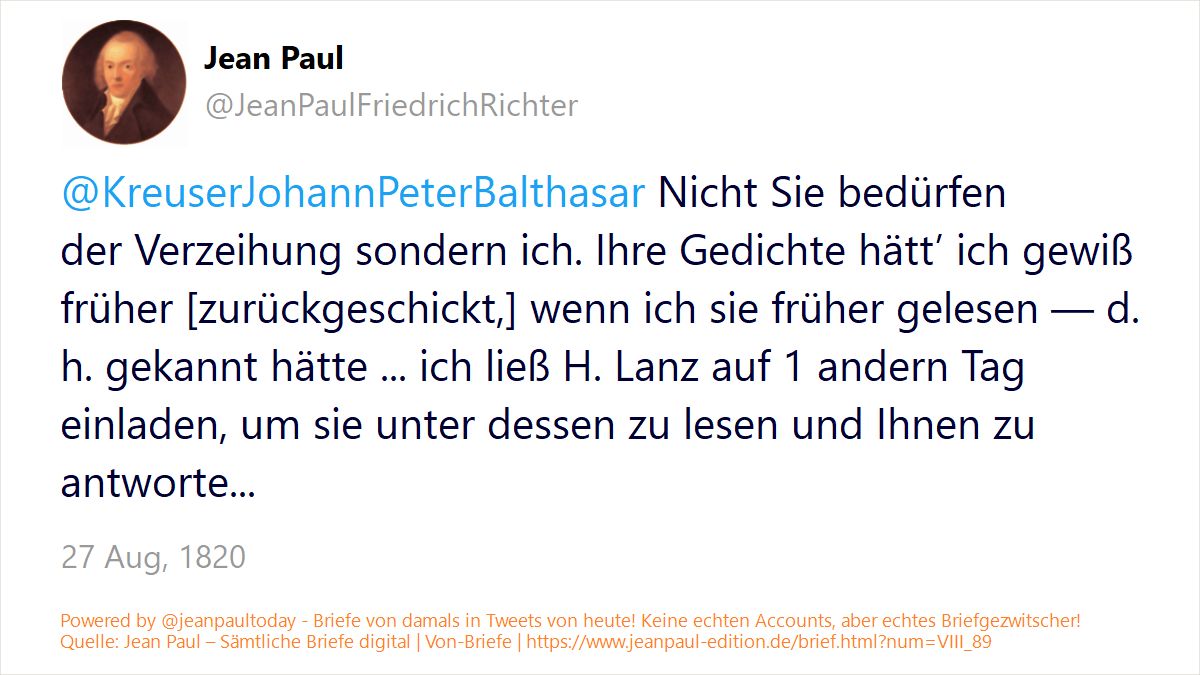 Jean Paul
@JeanPaulFriedrichRichter
@KreuserJohannPeterBalthasar Nicht Sie bedürfen
der Verzeihung sondern ich. Ihre Gedichte hätt’ ich gewiß
früher [zurückgeschickt,] wenn ich sie früher gelesen — d.
h. gekannt hätte ... ich ließ H. Lanz auf 1 andern Tag
einladen, um sie unter dessen zu lesen und Ihnen zu
antworte...
27 Aug, 1820
Powered by @jeanpaultoday - Briefe von damals in Tweets von heute! Keine echten Accounts, aber echtes Briefgezwitscher!
Quelle: Jean Paul – Sämtliche Briefe digital | Von-Briefe | https://www.jeanpaul-edition.de/brief.html?num=VIII_89